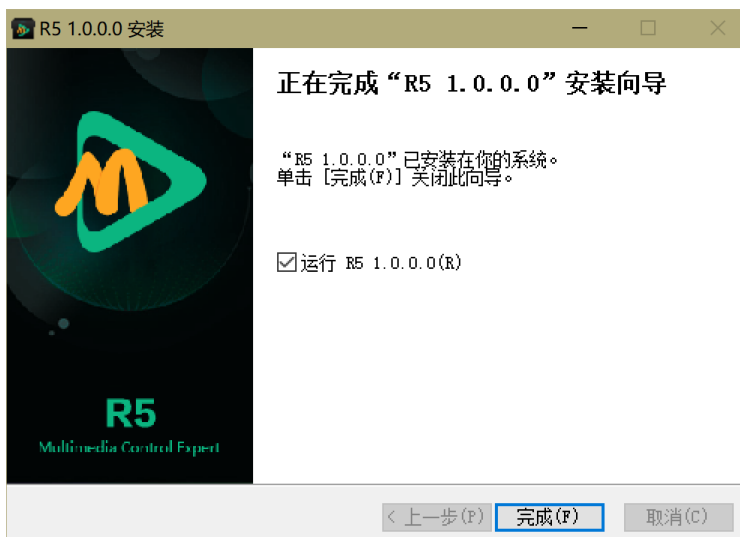 R5 1.0.0.0 安装
正在完成“R5 1.0.0.0”安装向导
“R5 1.0.0.0”已安装在你的系统。
单击 [完成(F)] 关闭此向导。
运行 R5 1.0.0.0(R)
R5
Multimedia Control Expert
< 上一步(P)
完成(F)
取消(C)